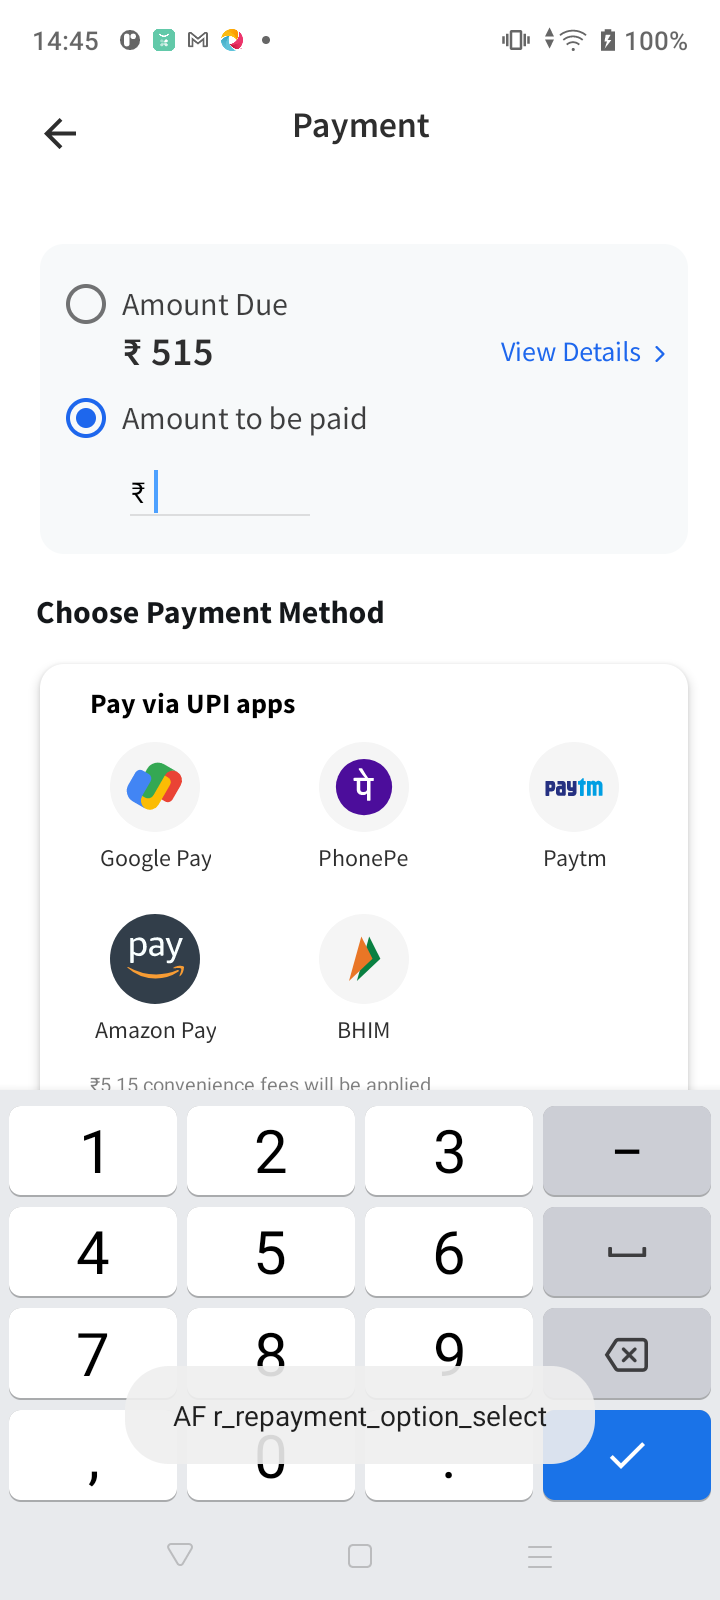 14:45
100%
Payment
Amount Due
₹ 515
View Details
Amount to be paid
₹
Choose Payment Method
Pay via UPI apps
पे
paytm
Google Pay
PhonePe
Paytm
pay
Amazon Pay
BHIM
₹5.15 convenience fees will be applied
1 2 3 –
4 5 6
7 8 9
AF r_repayment_option_select
, 0 .